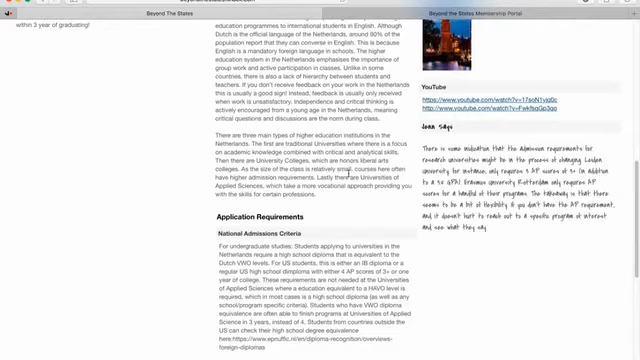 Beyond The States
Beyond the States Membership Portal
within 3 year of graduating!
education programmes to international students in English. Although
Dutch is the official language of the Netherlands, around 90% of the
population report that they can converse in English. This is because
English is a mandatory foreign language in schools. The higher
education system in the Netherlands emphasises the importance of
group work and active participation in classes. Unlike in some
countries, there is also a lack of hierarchy between students and
teachers. If you don't receive feedback on your work in the Netherlands
this is usually a good sign! Instead, feedback is usually only received
when work is unsatisfactory. Independence and critical thinking is
actively encouraged from a young age in the Netherlands, meaning
critical questions and discussions are the norm during class.
There are three main types of higher education institutions in the
Netherlands. The first are traditional Universities where there is a focus
on academic knowledge combined with critical and analytical skills.
Then there are University Colleges, which are honors liberal arts
colleges. As the size of the class is relatively small, courses here often
have higher admission requirements. Lastly there are Universities of
Applied Sciences, which take a more vocational approach providing you
with the skills for certain professions.
Application Requirements
National Admissions Criteria
For undergraduate studies: Students applying to universities in the
Netherlands require a high school diploma that is equivalent to the
Dutch VWO levels. For US students, this is either an IB diploma or a
regular US high school dimploma with either 4 AP scores of 3+ or one
year of college. These requirements are not needed at the Universities
of Applied Sciences where a education equivalent to a HAVO level is
required, which in most cases is a high school diploma (as well as any
school/program specific criteria). Students who have VWO diploma
equivalent are often able to finish programs at Universities of Applied
Science in 3 years, instead of 4. Students from countries outside the
US can check their high school degree equivalent
here:https://www.epnuffic.nl/en/diploma-recognition/overviews-
foreign-diplomas
YouTube
Jenn Says
There is some indication that the admission requirements for
research universities might be in the process of changing. Leiden
university for instance, only requires 3 AP scores of 3+ (in addition
to a 3.5 GPA). Erasmus University Rotterdam only requires AP
scores for a handful of their programs. The takeaway is that there
seems to be a bit of flexibility if you don't have the AP requirement,
and it doesn't hurt to reach out to a specific program of interest
and see what they say